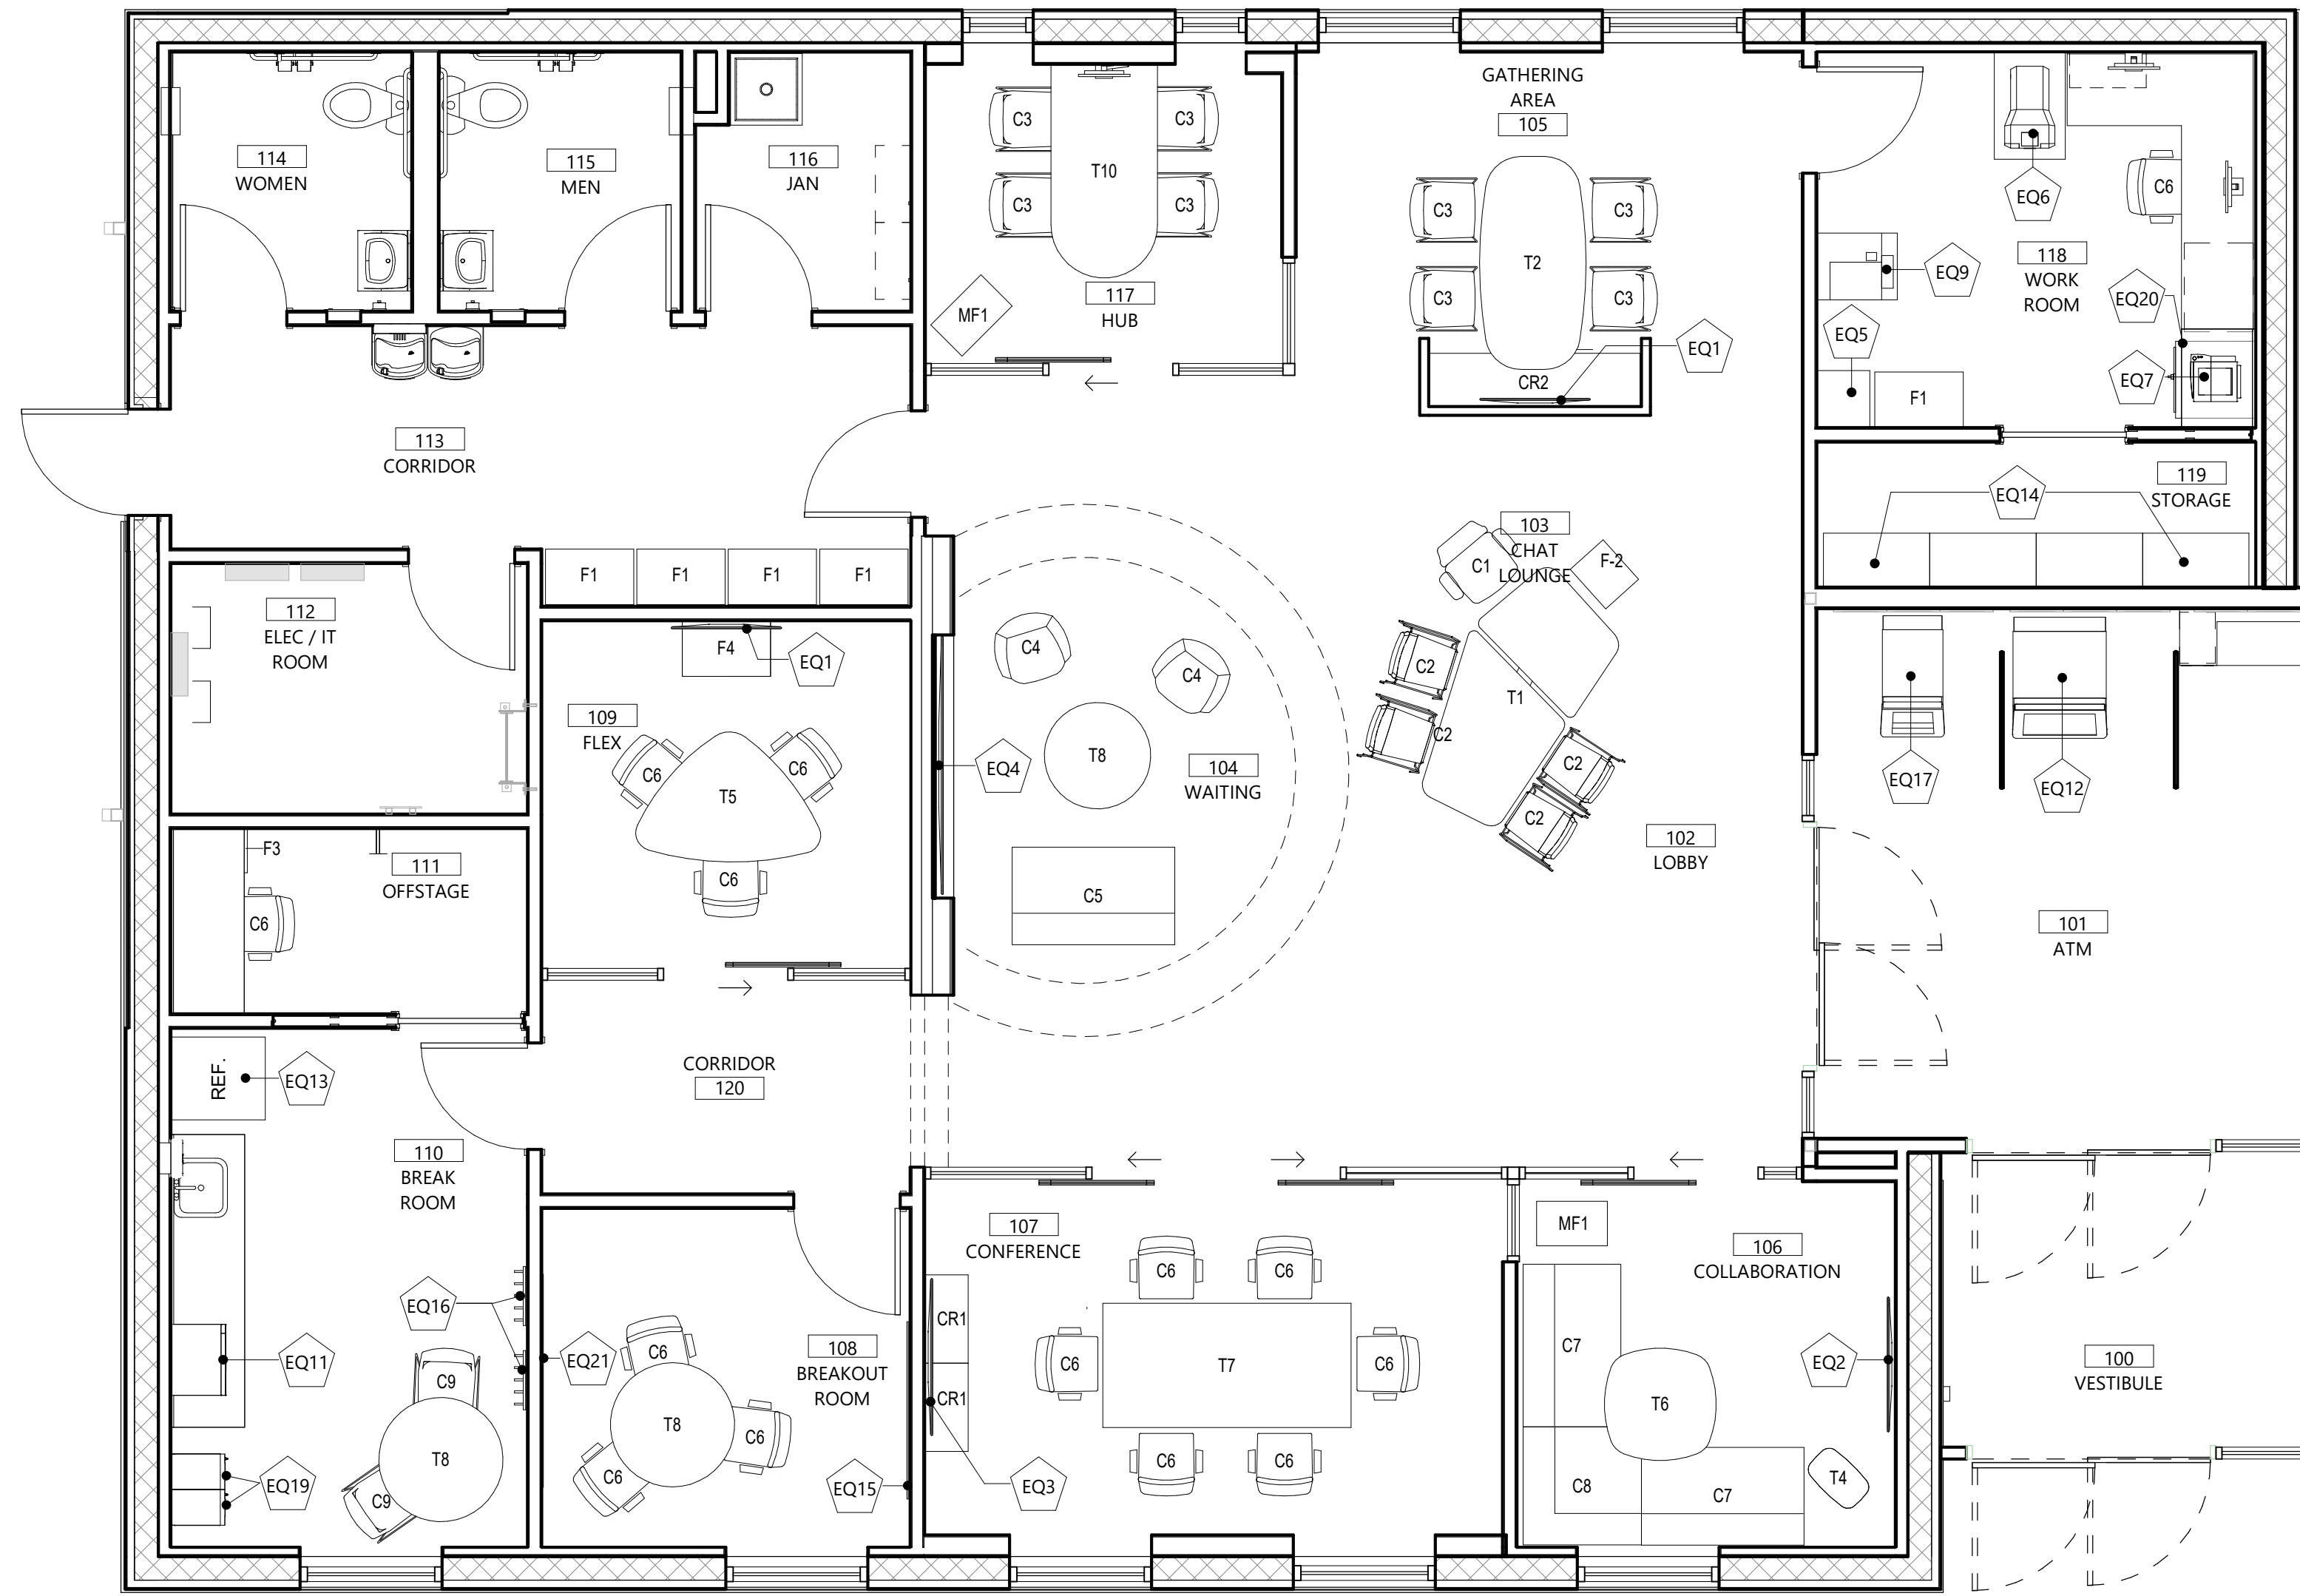 114
WOMEN
115
MEN
116
JAN
C3
C3
C3
C3
T10
MF1
117
HUB
GATHERING
AREA
105
C3
C3
C3
C3
T2
CR2
EQ1
EQ6
C6
118
WORK
ROOM
EQ9
EQ20
EQ5
EQ7
F1
113
CORRIDOR
119
STORAGE
EQ14
112
ELEC / IT
ROOM
F1
F1
F1
F1
F4
EQ1
109
FLEX
C6
C6
T5
C6
C4
C4
EQ4
T8
104
WAITING
C5
103
CHAT
LOUNGE
C1
F-2
C2
C2
T1
C2
C2
102
LOBBY
EQ17
EQ12
101
ATM
F3
111
OFFSTAGE
C6
REF.
EQ13
CORRIDOR
120
110
BREAK
ROOM
EQ16
EQ11
C9
T8
C9
EQ19
EQ21
C6
108
BREAKOUT
ROOM
T8
C6
C6
EQ15
107
CONFERENCE
CR1
CR1
C6
C6
C6
T7
C6
C6
C6
EQ3
MF1
106
COLLABORATION
C7
T6
EQ2
C8
C7
T4
100
VESTIBULE